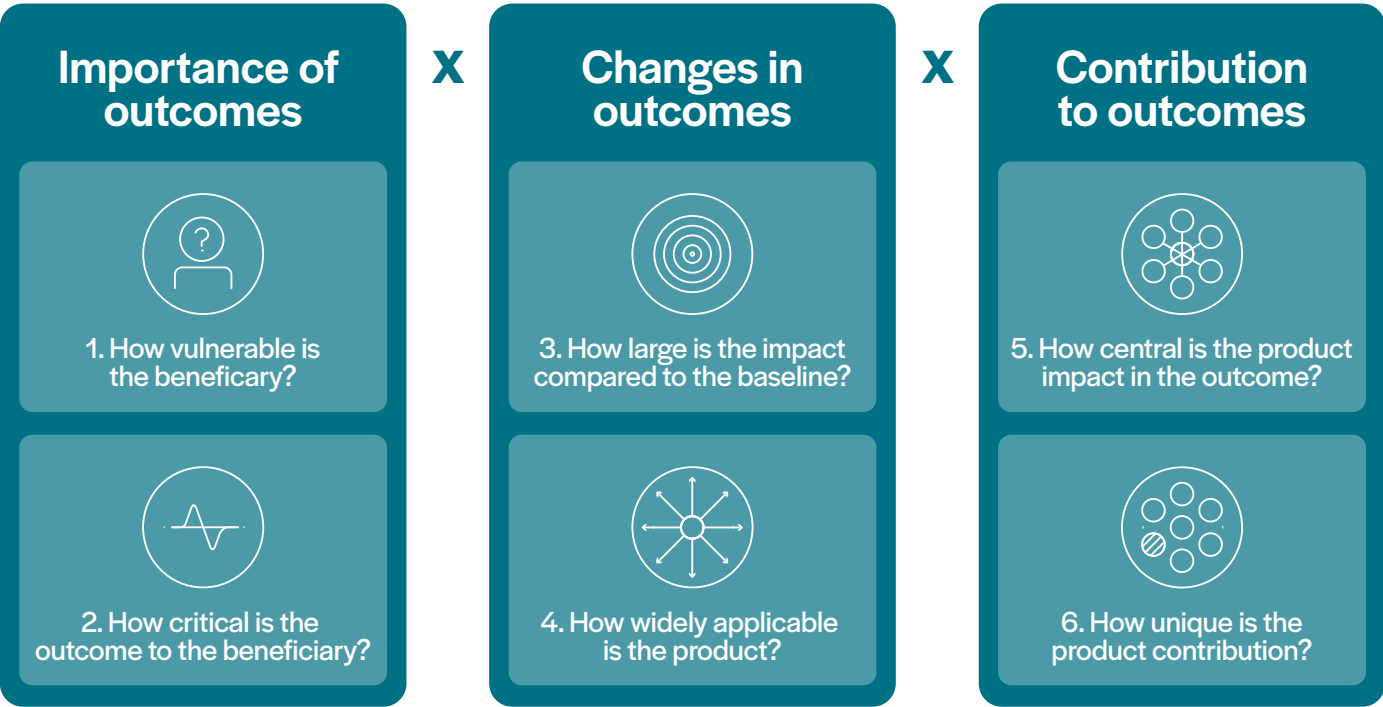 Importance of
outcomes
X
Changes in
outcomes
X
Contribution
to outcomes
?
1. How vulnerable is
the beneficary?
2. How critical is the
outcome to the beneficiary?
3. How large is the impact
compared to the baseline?
4. How widely applicable
is the product?
5. How central is the product
impact in the outcome?
6. How unique is the
product contribution?